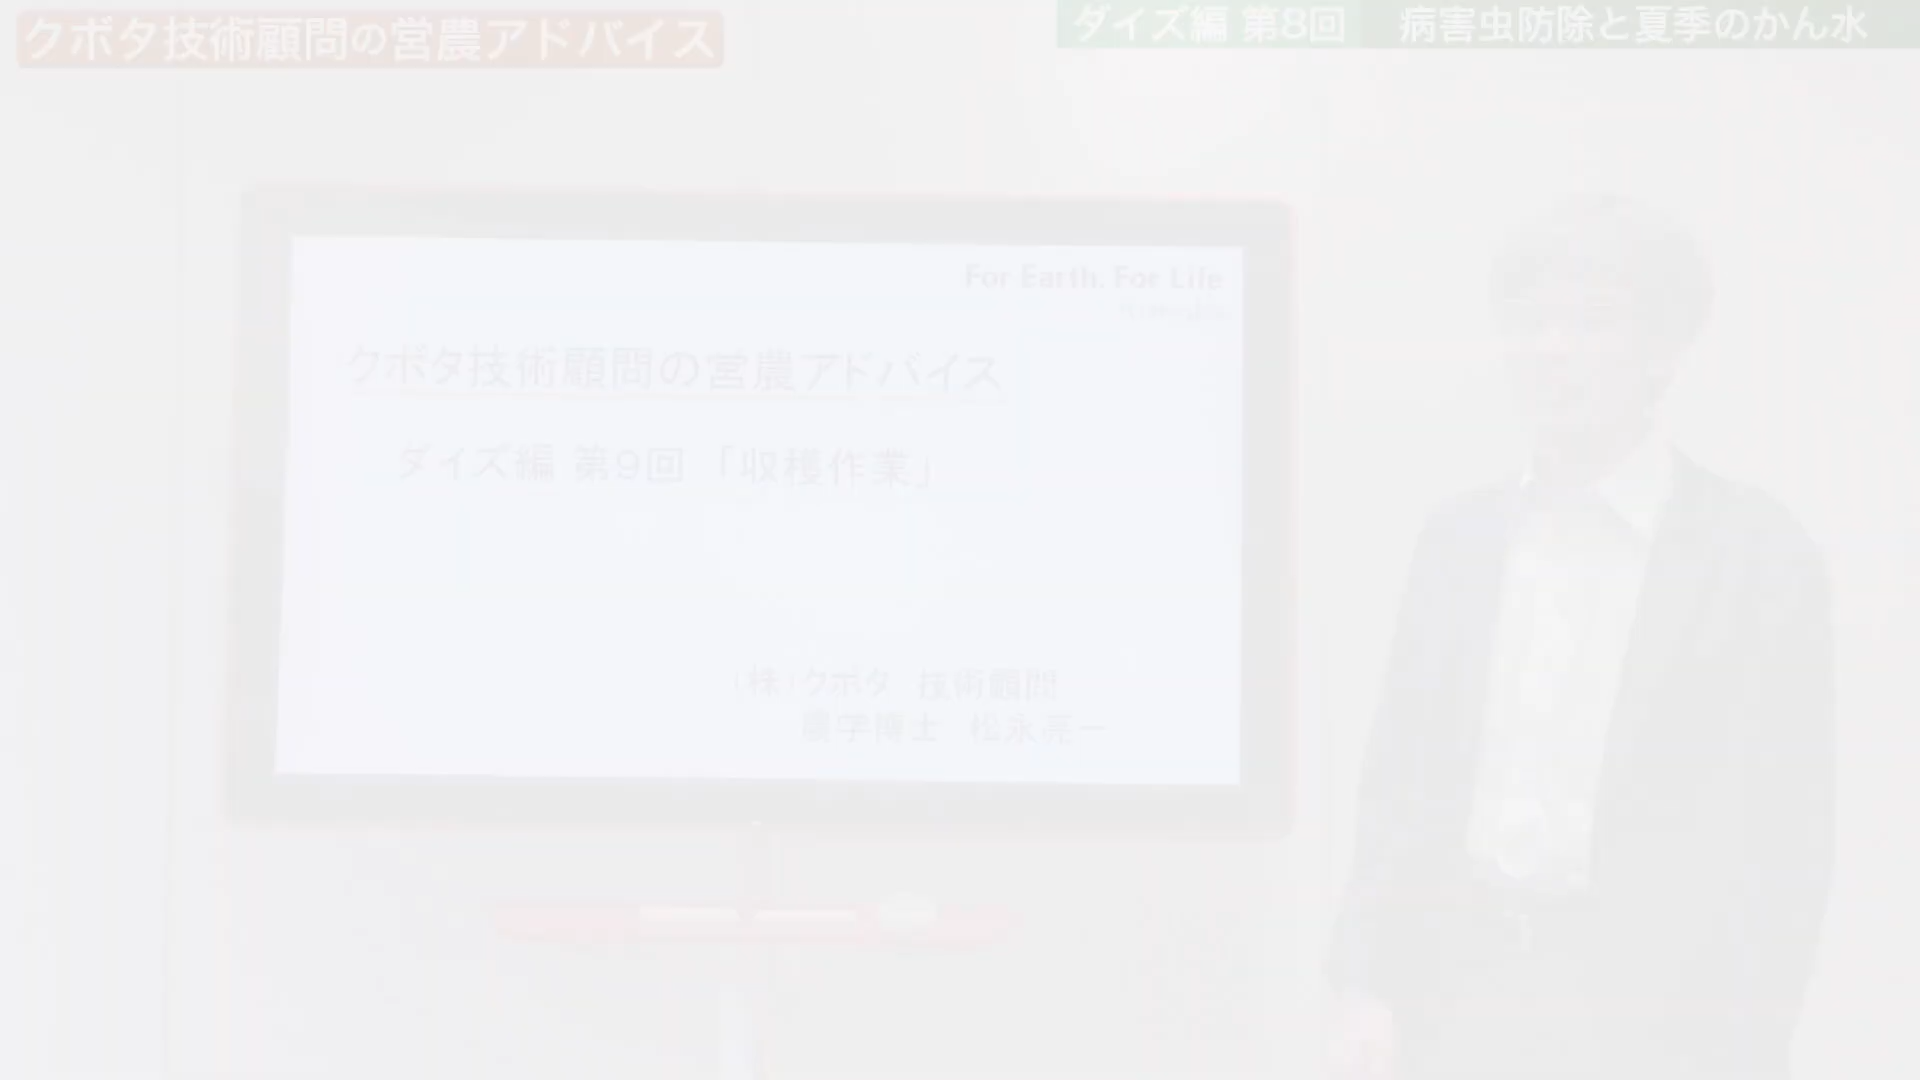 クボタ技術顧問の営農アドバイス
ダイズ編 第8回 病害虫防除と夏季のかん水
For Earth, For Life
クボタ技術顧問の営農アドバイス
ダイズ編 第9回 「収穫作業」
(株)クボタ 技術顧問
農学博士 松永亮一